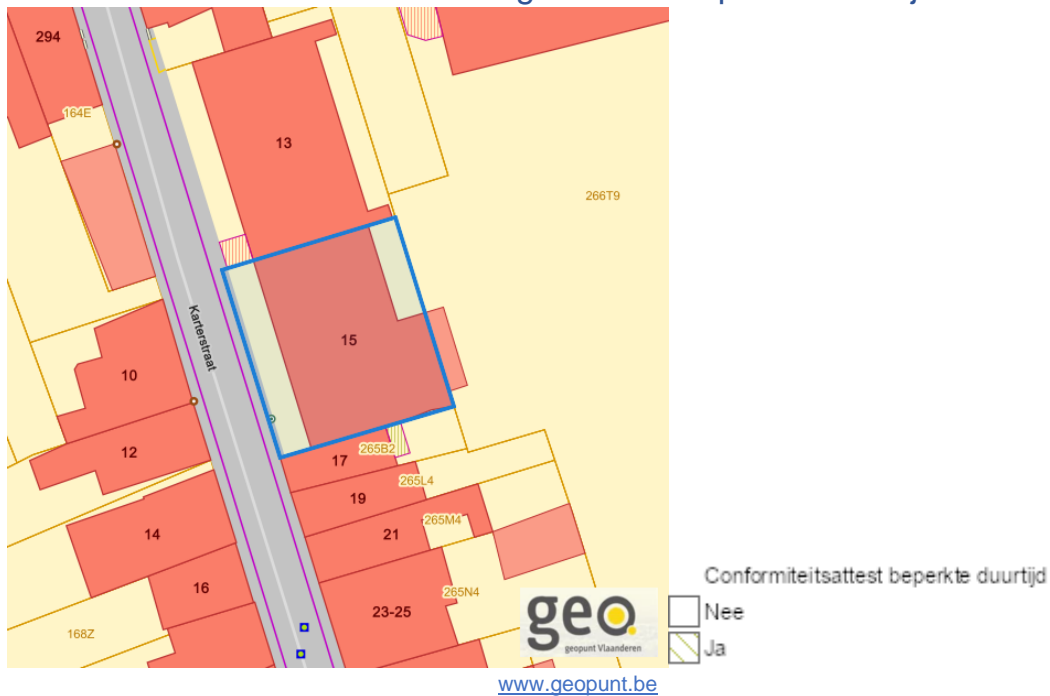 294
164E
13
266T9
Karterstraat
15
10
12
265B2
17
265L4
19
14
265M4
21
16
265N4
23-25
168Z
geo.
geopunt Vlaanderen
Conformiteitsattest beperkte duurtijd
Nee
Ja
www.geopunt.be